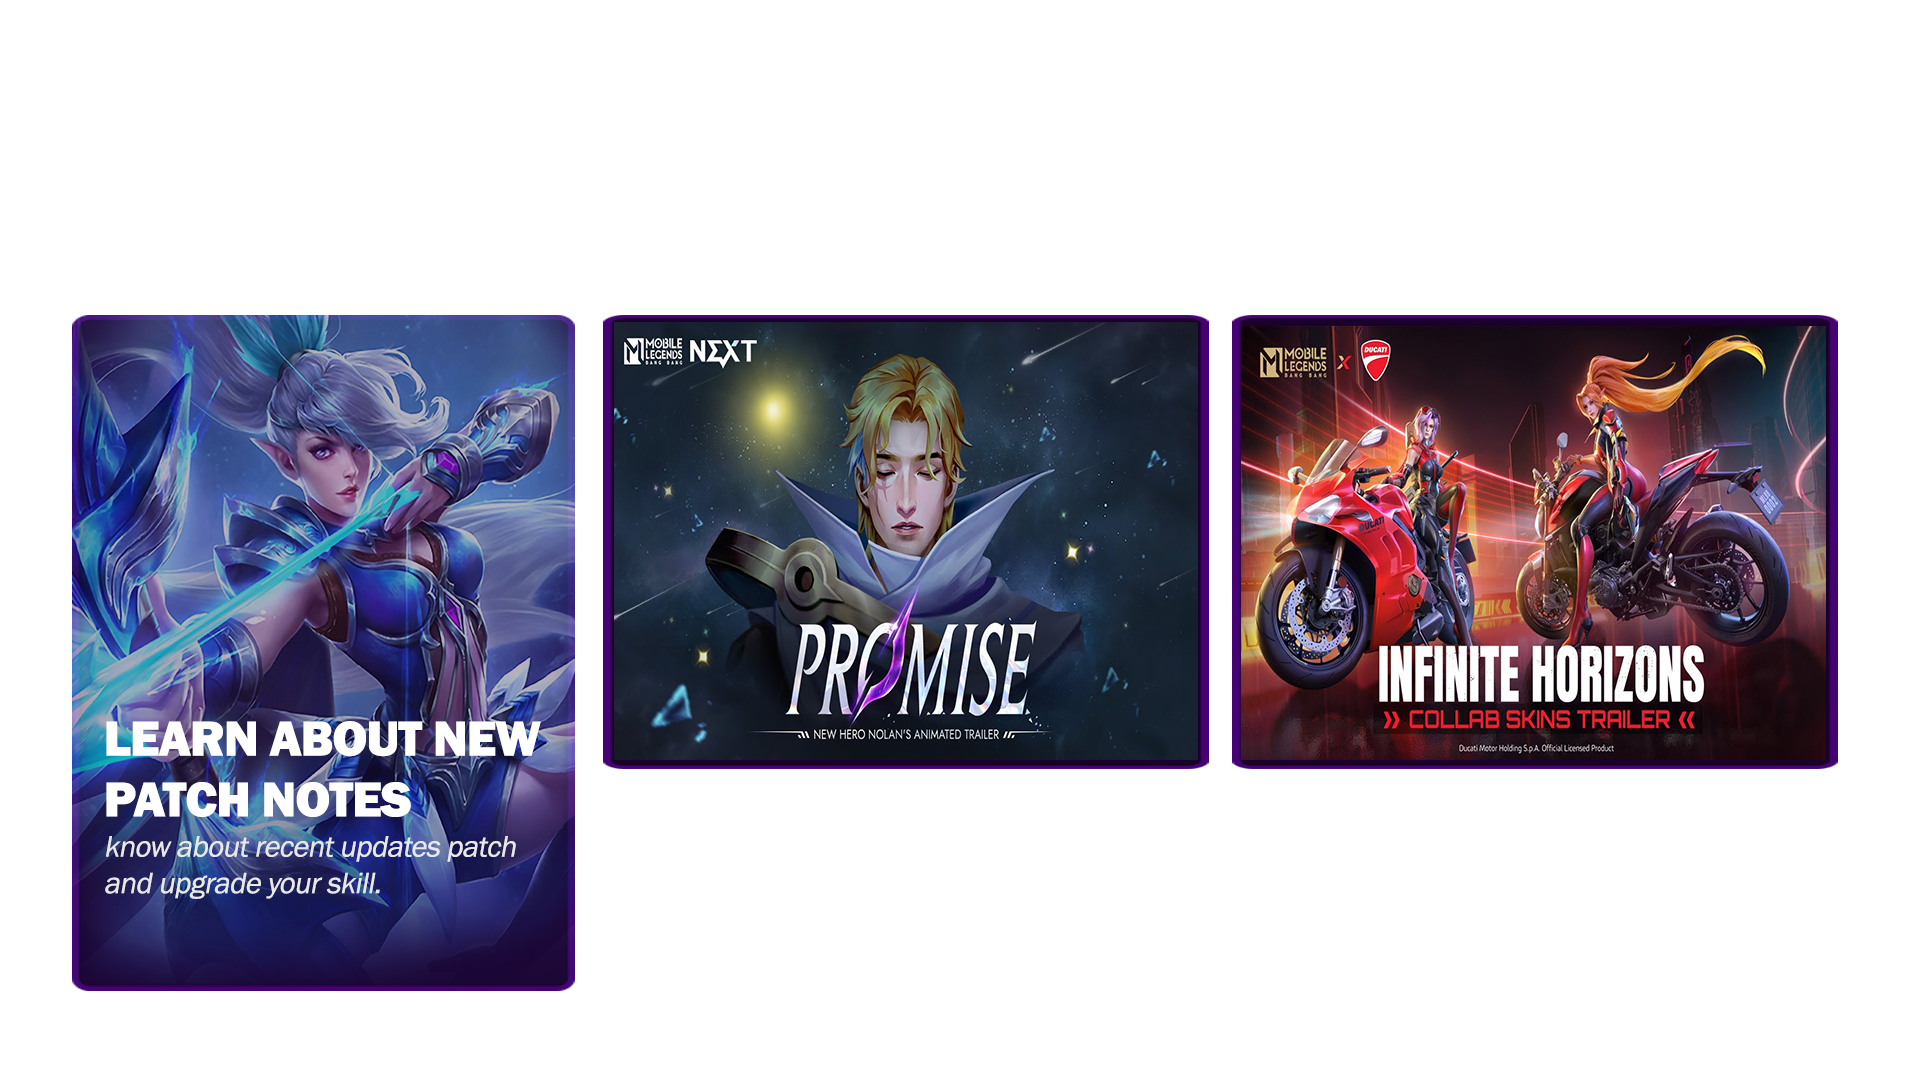 LEARN ABOUT NEW
PATCH NOTES
know about recent updates patch
and upgrade your skill.
MOBILE
LEGENDS
BANG BANG
NEXT
PROMISE
NEW HERO NOLAN'S ANIMATED TRAILER
MOBILE
LEGENDS
BANG BANG
X
DUCATI
DUCATI
INFINITE HORIZONS
COLLAB SKINS TRAILER
Ducati Motor Holding S.p.A. Official Licensed Product